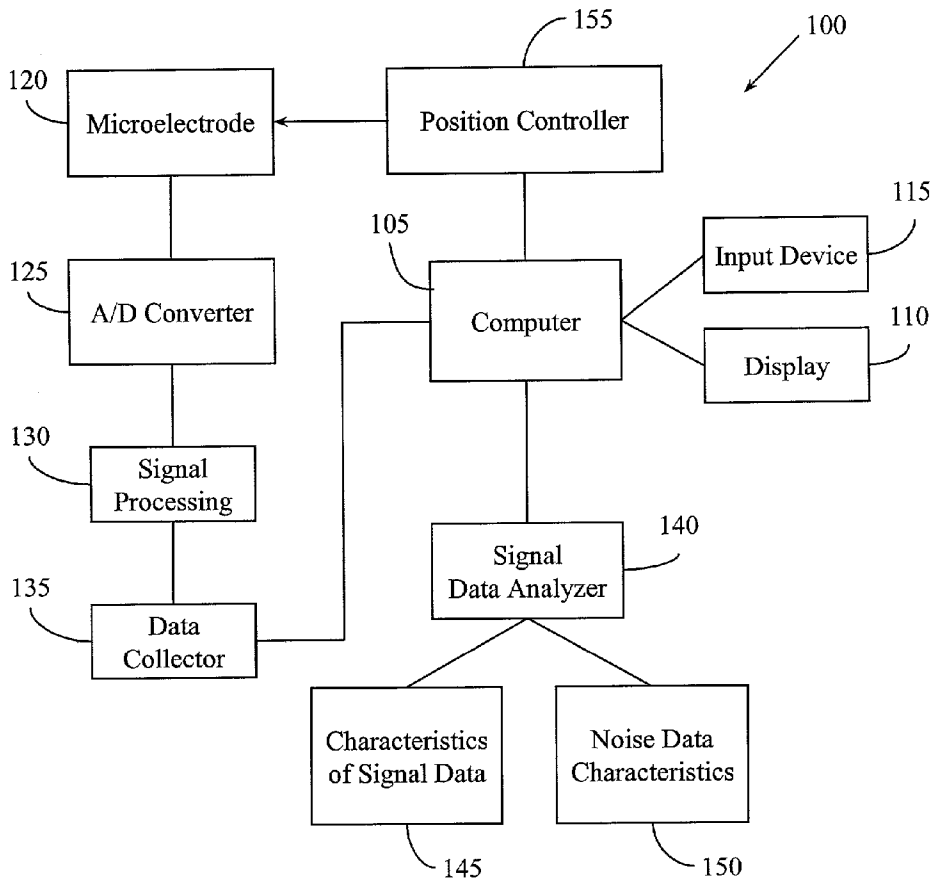 155
100
120
Microelectrode
Position Controller
115
105
Input Device
125
A/D Converter
Computer
110
Display
130
Signal
Processing
140
Signal
Data Analyzer
135
Data
Collector
Characteristics
of Signal Data
Noise Data
Characteristics
145
150